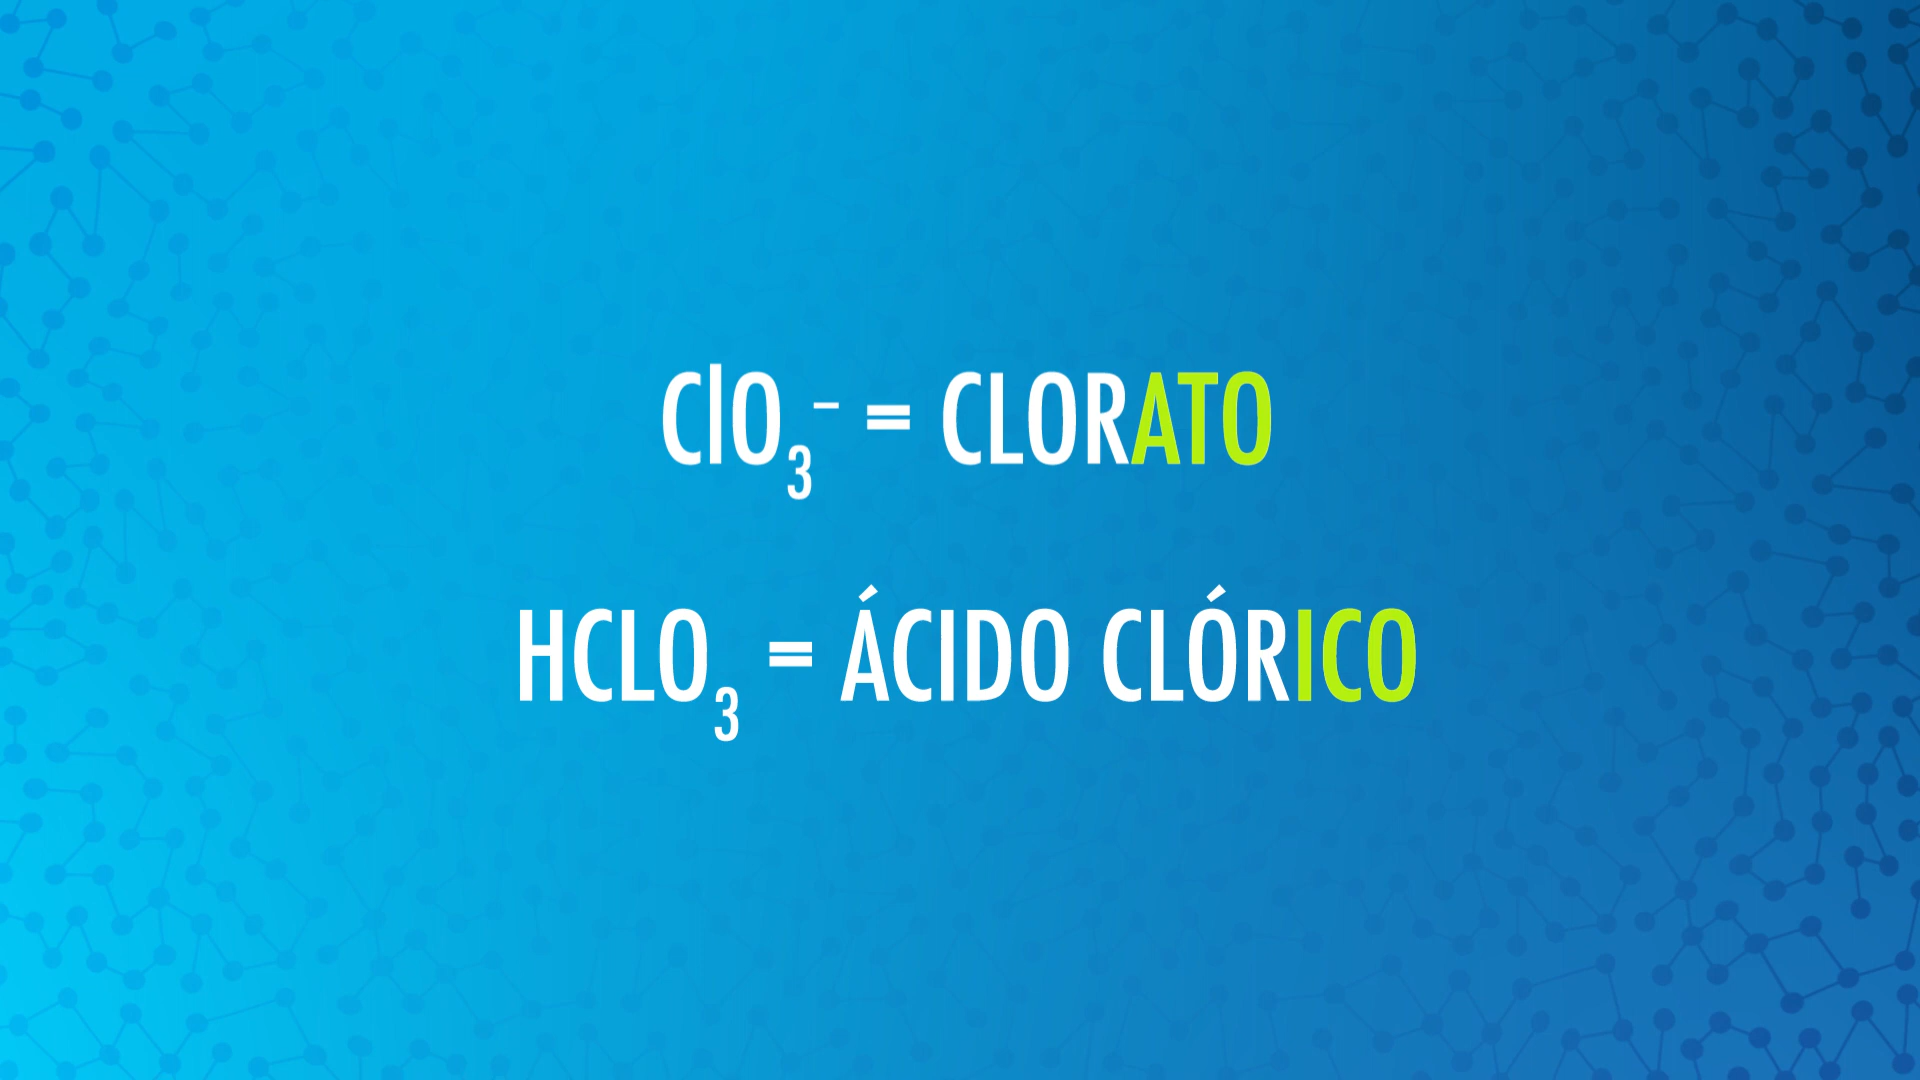 ClO₃⁻ = CLORATO
HCLO₃ = ÁCIDO CLÓRICO